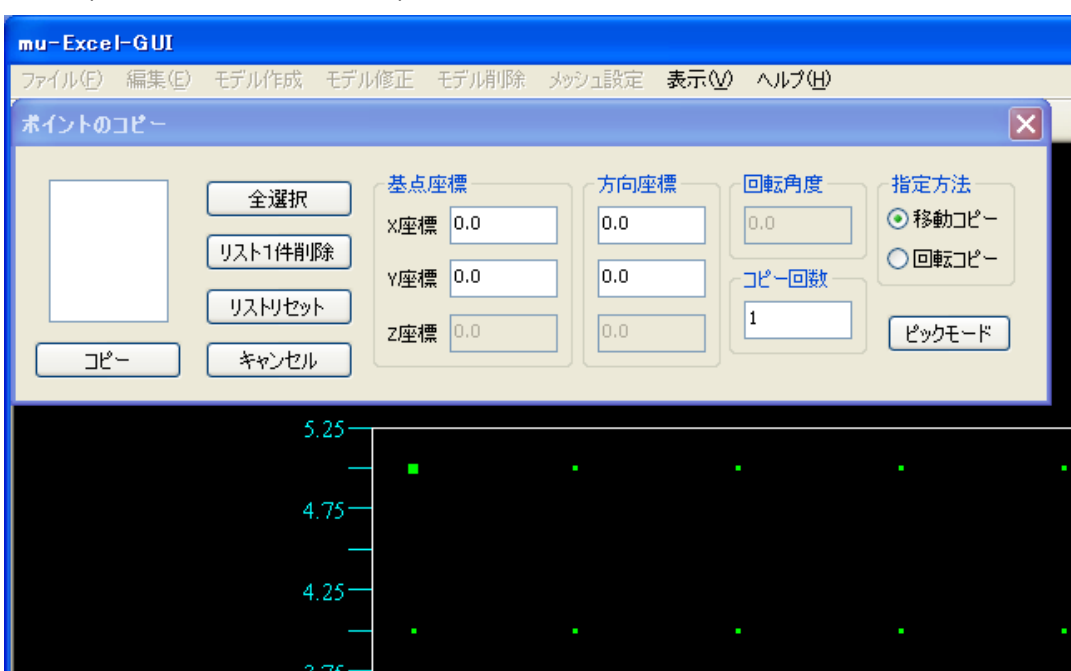 mu-Excel-GUI
ファイル(F) 編集(E) モデル作成 モデル修正 モデル削除 メッシュ設定 表示(V) ヘルプ(H)
ポイントのコピー
全選択
リスト1件削除
リストリセット
コピー
キャンセル
基点座標
X座標 0.0
Y座標 0.0
Z座標 0.0
方向座標
0.0
0.0
0.0
回転角度
0.0
コピー回数
1
指定方法
移動コピー
回転コピー
ピックモード
5.25
4.75
4.25
3.75